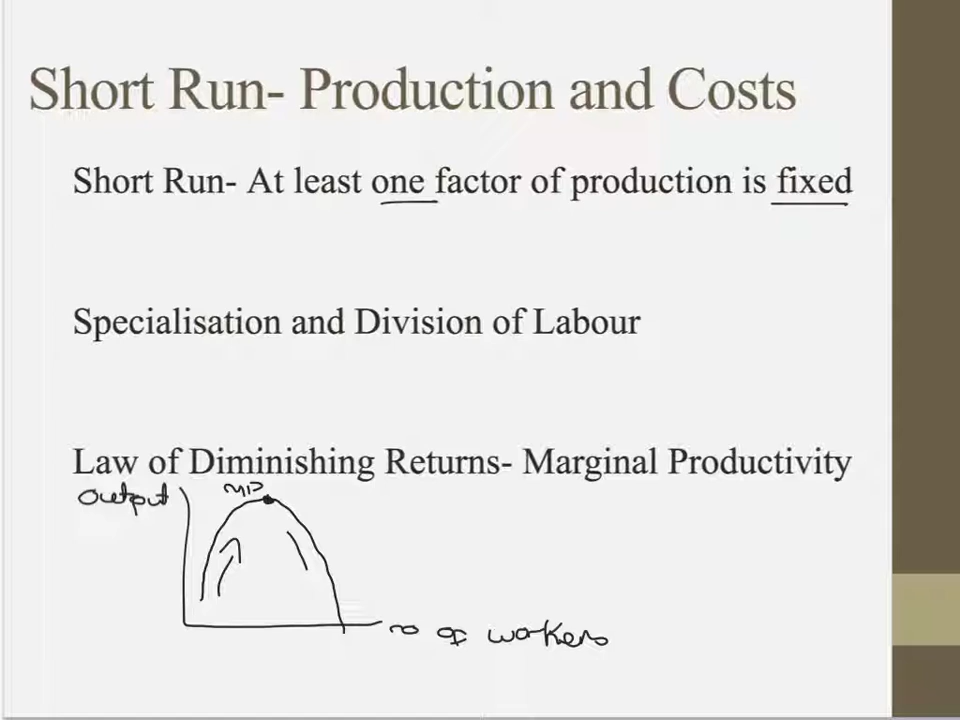 Short Run- Production and Costs
Short Run- At least one factor of production is fixed
Specialisation and Division of Labour
Law of Diminishing Returns- Marginal Productivity
output
MP
no of workers